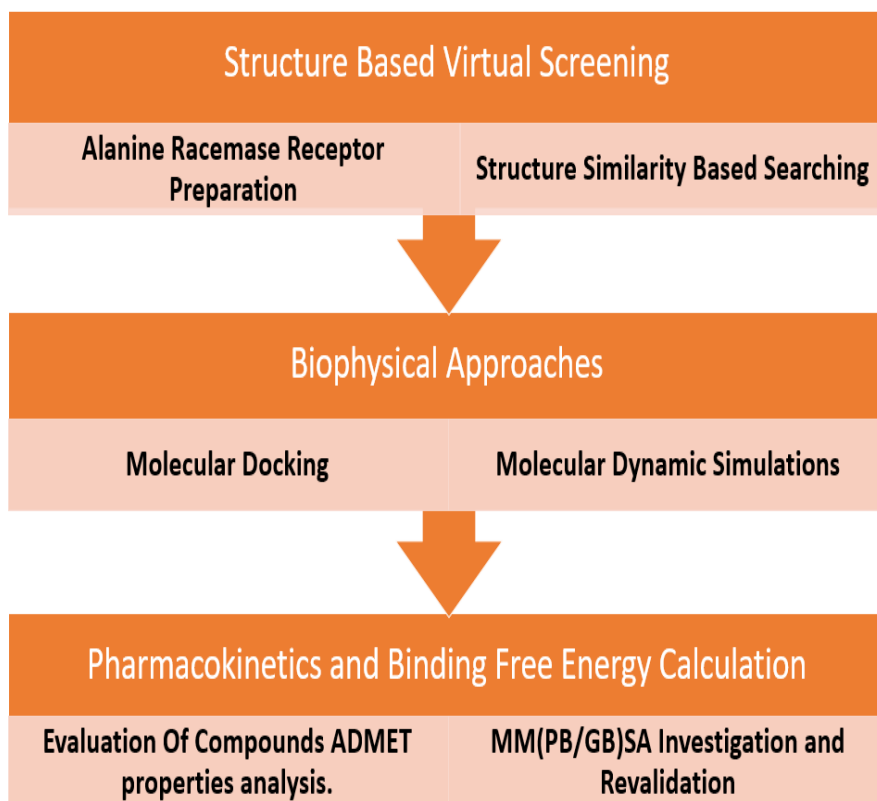 Structure Based Virtual Screening
Alanine Racemase Receptor
Preparation
Structure Similarity Based Searching
Biophysical Approaches
Molecular Docking
Molecular Dynamic Simulations
Pharmacokinetics and Binding Free Energy Calculation
Evaluation Of Compounds ADMET
properties analysis.
MM(PB/GB)SA Investigation and
Revalidation